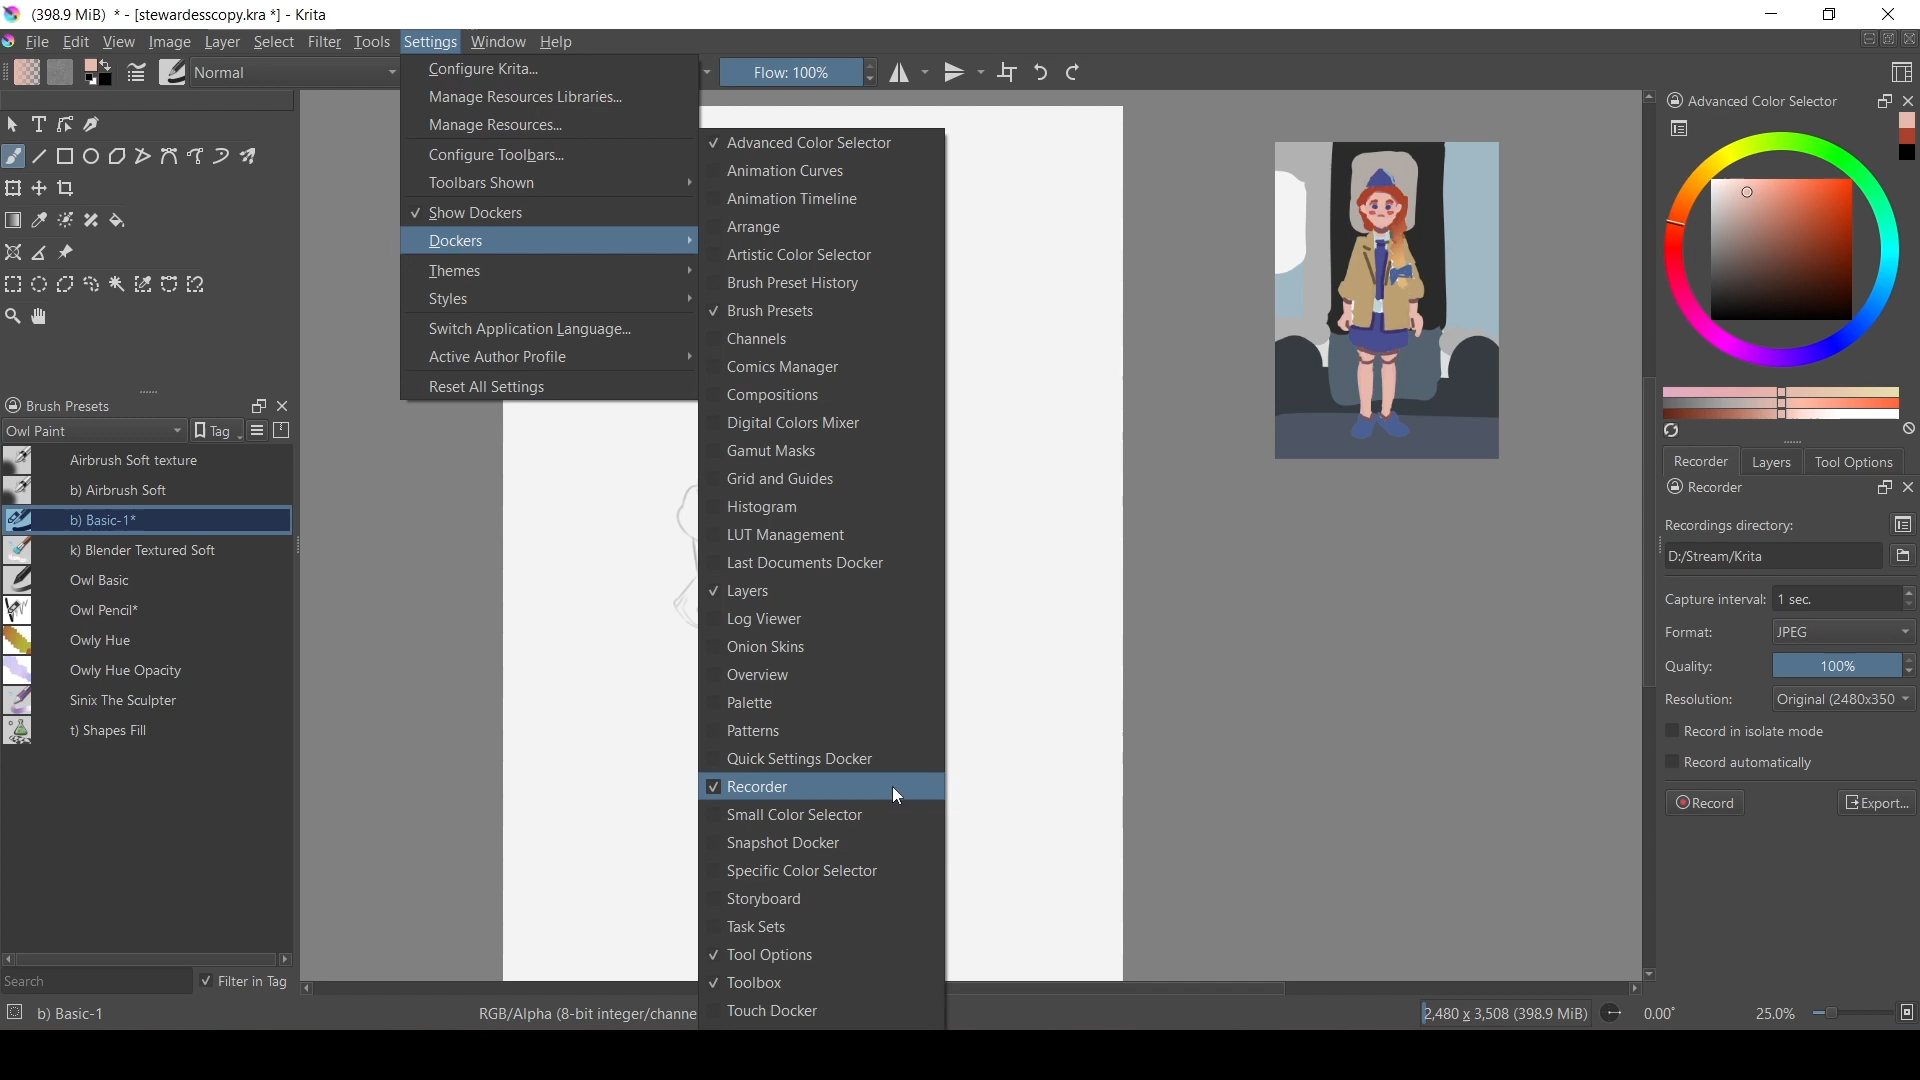 (398.9 MiB) * - [stewardesscopy.kra *] - Krita
File Edit View Image Layer Select Filter Tools Settings Window Help
Normal
Flow: 100%
Configure Krita...
Manage Resources Libraries...
Manage Resources...
Configure Toolbars...
Toolbars Shown
Show Dockers
Dockers
Themes
Styles
Switch Application Language...
Active Author Profile
Reset All Settings
Advanced Color Selector
Animation Curves
Animation Timeline
Arrange
Artistic Color Selector
Brush Preset History
Brush Presets
Channels
Comics Manager
Compositions
Digital Colors Mixer
Gamut Masks
Grid and Guides
Histogram
LUT Management
Last Documents Docker
Layers
Log Viewer
Onion Skins
Overview
Palette
Patterns
Quick Settings Docker
Recorder
Small Color Selector
Snapshot Docker
Specific Color Selector
Storyboard
Task Sets
Tool Options
Toolbox
Touch Docker
Brush Presets
Owl Paint
Tag
Airbrush Soft texture
b) Airbrush Soft
b) Basic-1*
k) Blender Textured Soft
Owl Basic
Owl Pencil*
Owly Hue
Owly Hue Opacity
Sinix The Sculpter
t) Shapes Fill
Search
Filter in Tag
Advanced Color Selector
Recorder Layers Tool Options
Recorder
Recordings directory:
D:/Stream/Krita
Capture interval: 1 sec.
Format: JPEG
Quality: 100%
Resolution: Original (2480x350
Record in isolate mode
Record automatically
Record Export...
b) Basic-1
RGB/Alpha (8-bit integer/channe
2,480 x 3,508 (398.9 MiB)
0.00°
25.0%